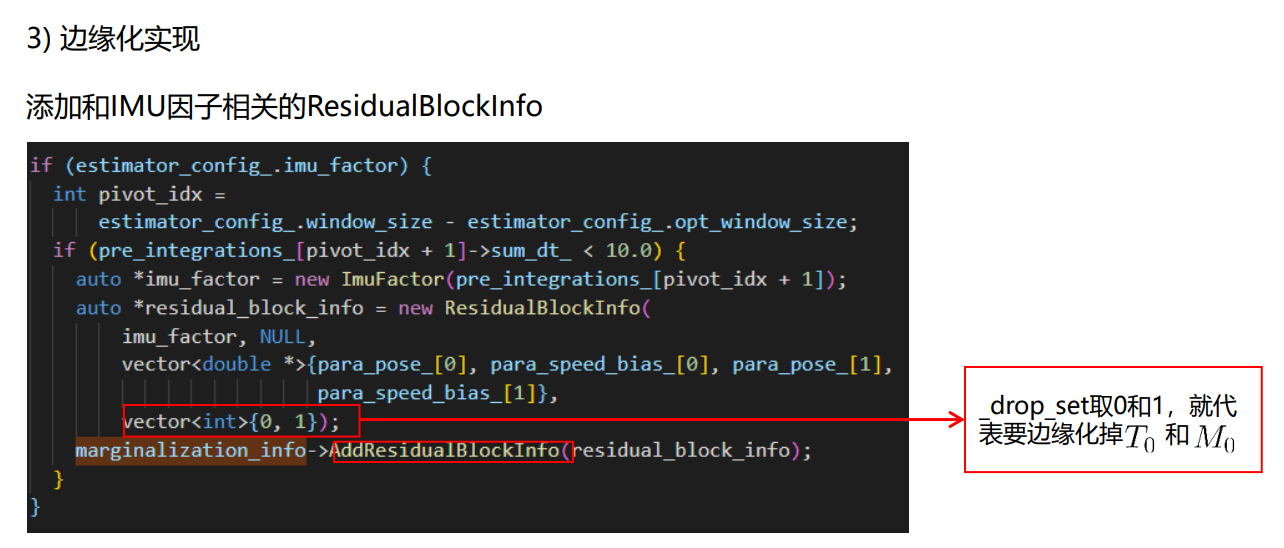 3) 边缘化实现
添加和IMU因子相关的ResidualBlockInfo
if (estimator_config_.imu_factor) {
int pivot_idx =
estimator_config_.window_size - estimator_config_.opt_window_size;
if (pre_integrations_[pivot_idx + 1]->sum_dt_ < 10.0) {
auto *imu_factor = new ImuFactor(pre_integrations_[pivot_idx + 1]);
auto *residual_block_info = new ResidualBlockInfo(
imu_factor, NULL,
vector<double *>{para_pose_[0], para_speed_bias_[0], para_pose_[1],
para_speed_bias_[1]},
vector<int>{0, 1});
marginalization_info->AddResidualBlockInfo(residual_block_info);
}
}
_drop_set取0和1，就代
表要边缘化掉T₀ 和 M₀